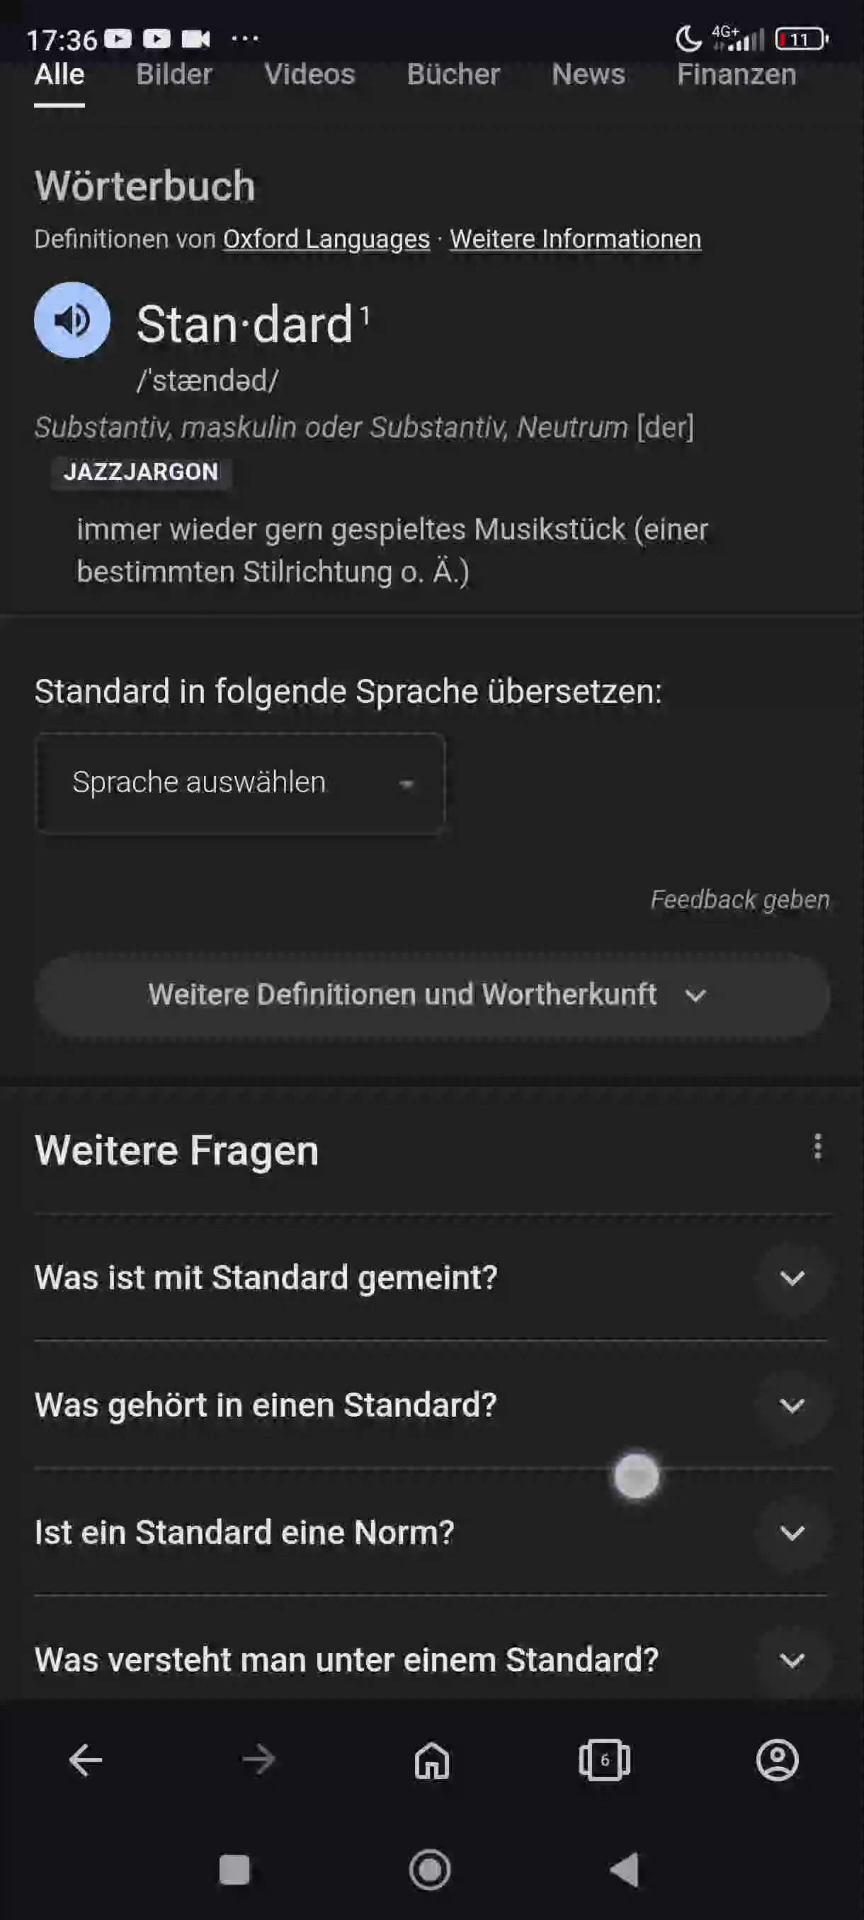 17:36 ...
4G+ 11
Alle Bilder Videos Bücher News Finanzen
Wörterbuch
Definitionen von Oxford Languages · Weitere Informationen
Stan·dard¹
/ˈstændəd/
Substantiv, maskulin oder Substantiv, Neutrum [der]
JAZZJARGON
immer wieder gern gespieltes Musikstück (einer
bestimmten Stilrichtung o. Ä.)
Standard in folgende Sprache übersetzen:
Sprache auswählen
Feedback geben
Weitere Definitionen und Wortherkunft
Weitere Fragen
Was ist mit Standard gemeint?
Was gehört in einen Standard?
Ist ein Standard eine Norm?
Was versteht man unter einem Standard?
6